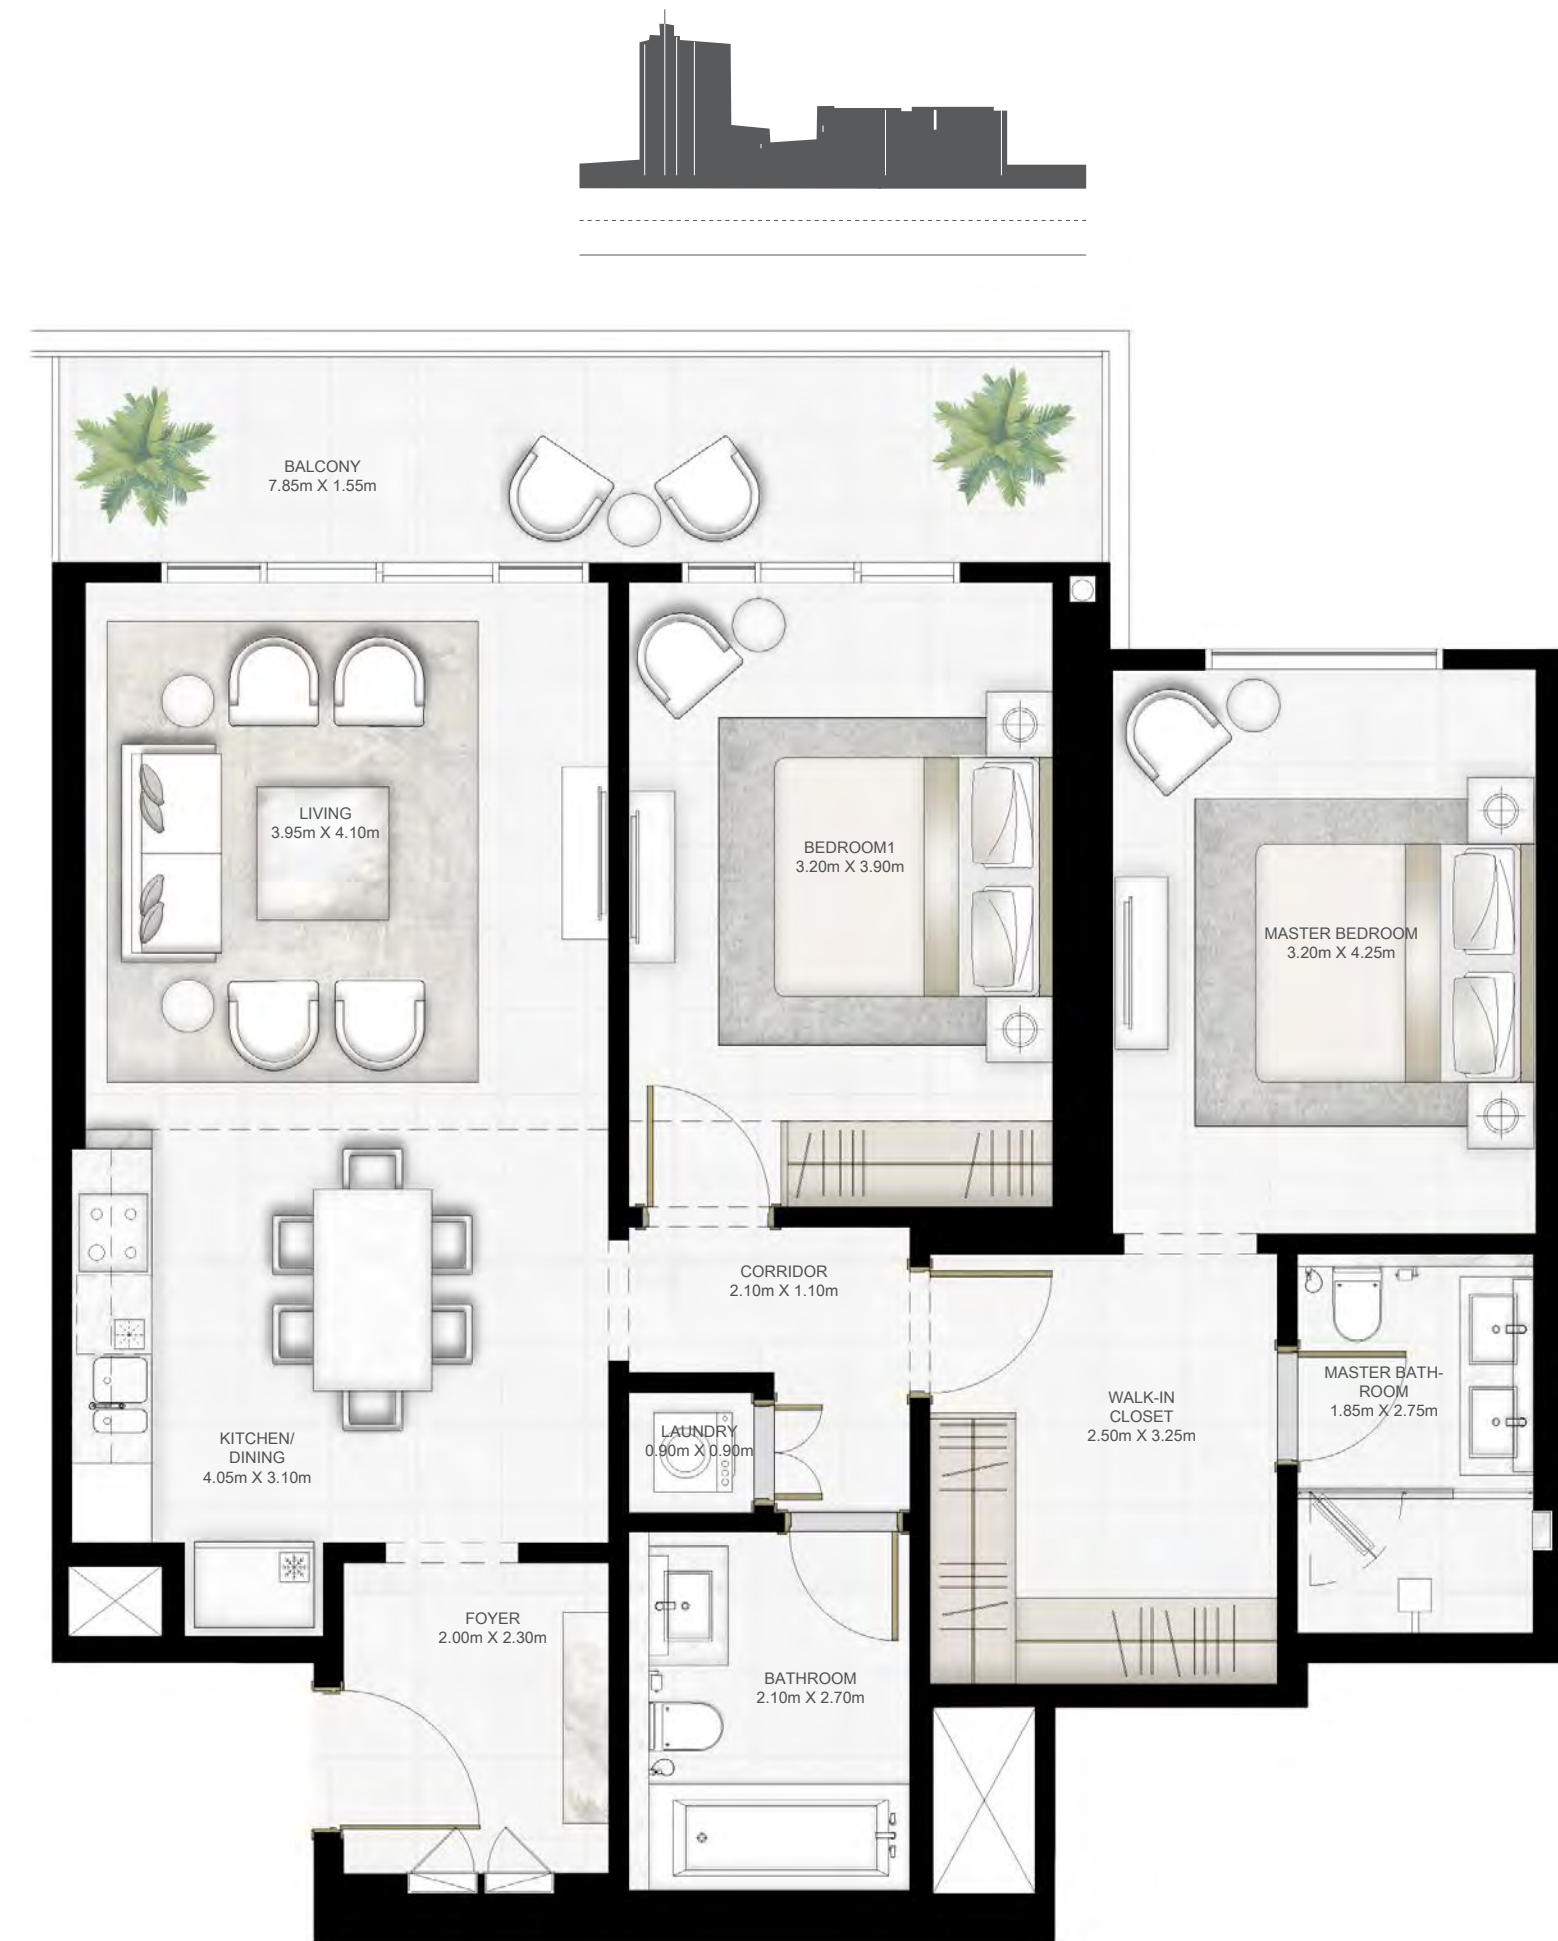 BALCONY
7.85m X 1.55m
LIVING
3.95m X 4.10m
BEDROOM1
3.20m X 3.90m
MASTER BEDROOM
3.20m X 4.25m
CORRIDOR
2.10m X 1.10m
MASTER BATH-
ROOM
1.85m X 2.75m
WALK-IN
CLOSET
2.50m X 3.25m
LAUNDRY
0.90m X 0.90m
KITCHEN/
DINING
4.05m X 3.10m
FOYER
2.00m X 2.30m
BATHROOM
2.10m X 2.70m